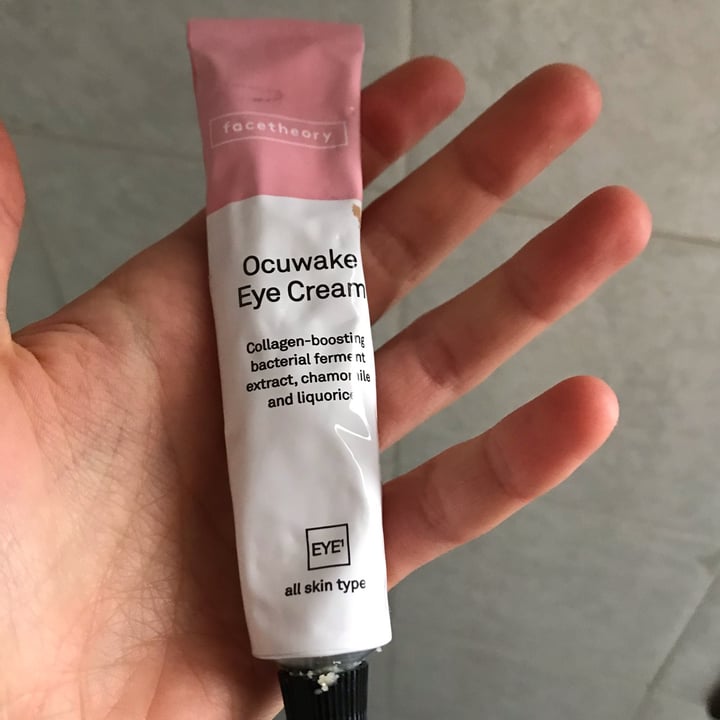 facetheory
Ocuwake
Eye Cream
Collagen-boosting
bacterial ferment
extract, chamomile
and liquorice
EYE¹
all skin type